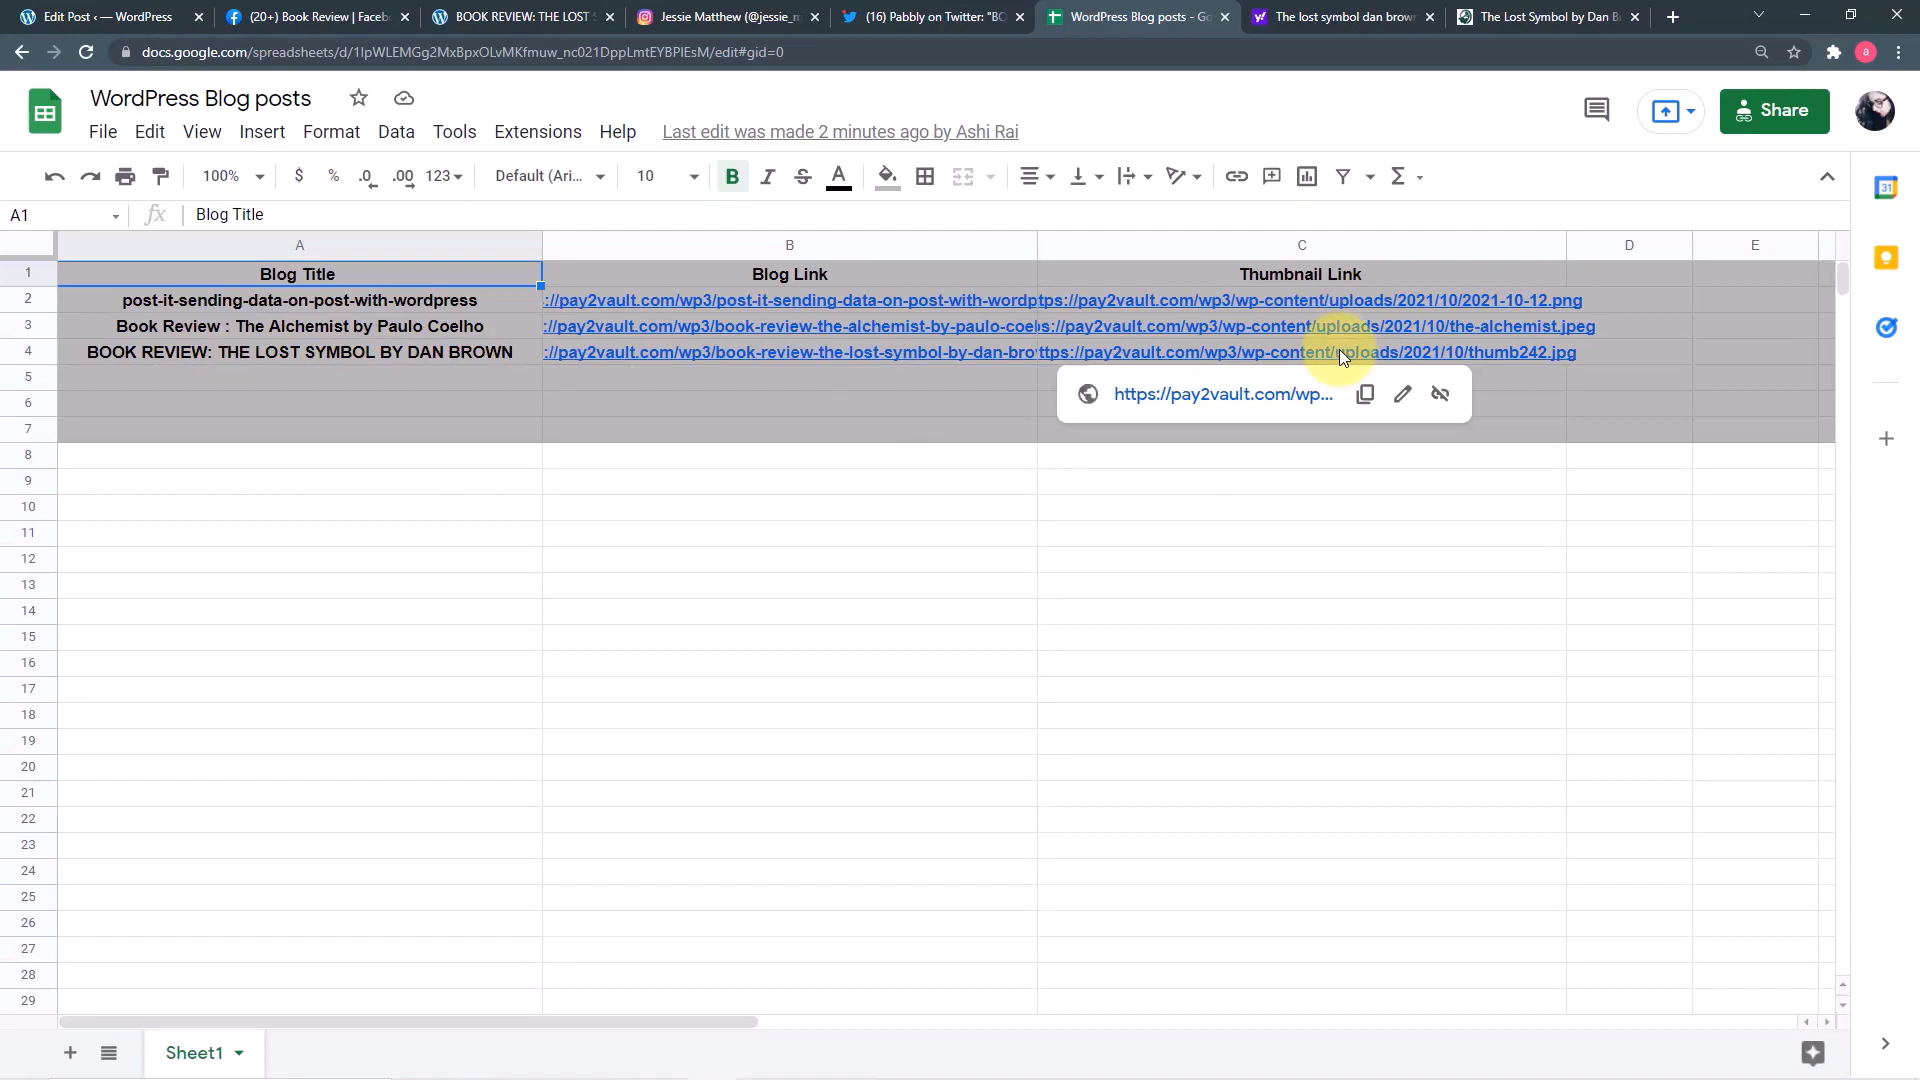 Edit Post ‹ — WordPress
(20+) Book Review | Facebo
BOOK REVIEW: THE LOST S
Jessie Matthew (@jessie_m
(16) Pabbly on Twitter: "BO
WordPress Blog posts - Go
The lost symbol dan brown
The Lost Symbol by Dan B
docs.google.com/spreadsheets/d/1IpWLEMGg2MxBpxOLvMKfmuw_nc021DppLmtEYBPlEsM/edit#gid=0
a
WordPress Blog posts
File Edit View Insert Format Data Tools Extensions Help Last edit was made 2 minutes ago by Ashi Rai
Share
100% $ % .0 .00 123 Default (Ari... 10 B I S A Σ
31
A1 fx Blog Title
A B C D E
1 Blog Title Blog Link Thumbnail Link
2 post-it-sending-data-on-post-with-wordpress ://pay2vault.com/wp3/post-it-sending-data-on-post-with-wordp ttps://pay2vault.com/wp3/wp-content/uploads/2021/10/2021-10-12.png
3 Book Review : The Alchemist by Paulo Coelho ://pay2vault.com/wp3/book-review-the-alchemist-by-paulo-coel s://pay2vault.com/wp3/wp-content/uploads/2021/10/the-alchemist.jpeg
4 BOOK REVIEW: THE LOST SYMBOL BY DAN BROWN ://pay2vault.com/wp3/book-review-the-lost-symbol-by-dan-bro ttps://pay2vault.com/wp3/wp-content/uploads/2021/10/thumb242.jpg
5
https://pay2vault.com/wp...
6
7
8
9
10
11
12
13
14
15
16
17
18
19
20
21
22
23
24
25
26
27
28
29
Sheet1